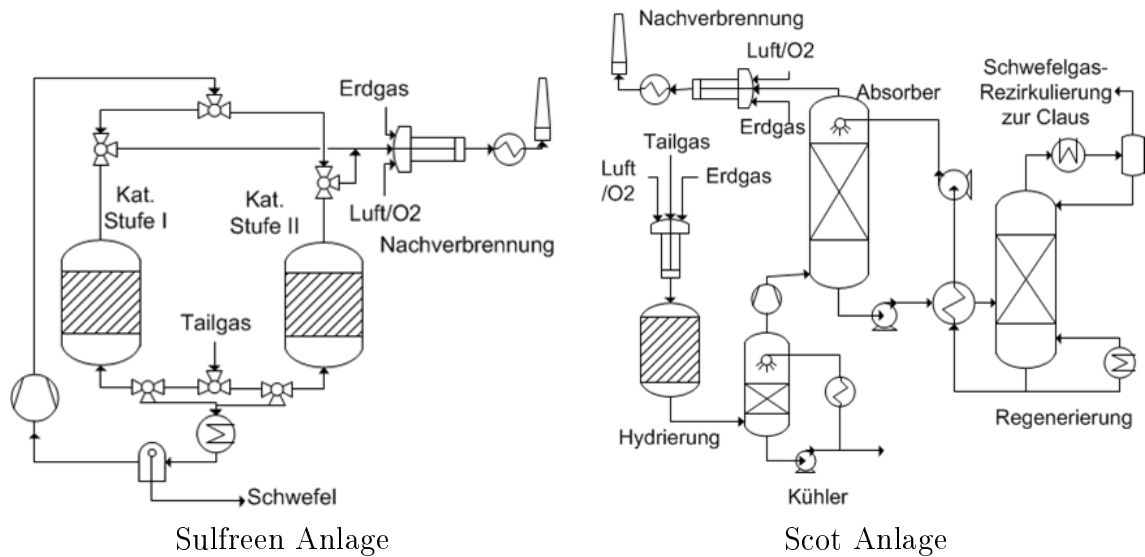 Erdgas
Kat.
Stufe I
Kat.
Stufe II
Luft/O2
Nachverbrennung
Tailgas
Schwefel
Sulfreen Anlage
Nachverbrennung
Luft/O2
Erdgas
Absorber
Schwefelgas-
Rezirkulierung
zur Claus
Tailgas
Luft
/O2
Erdgas
Hydrierung
Kühler
Regenerierung
Scot Anlage